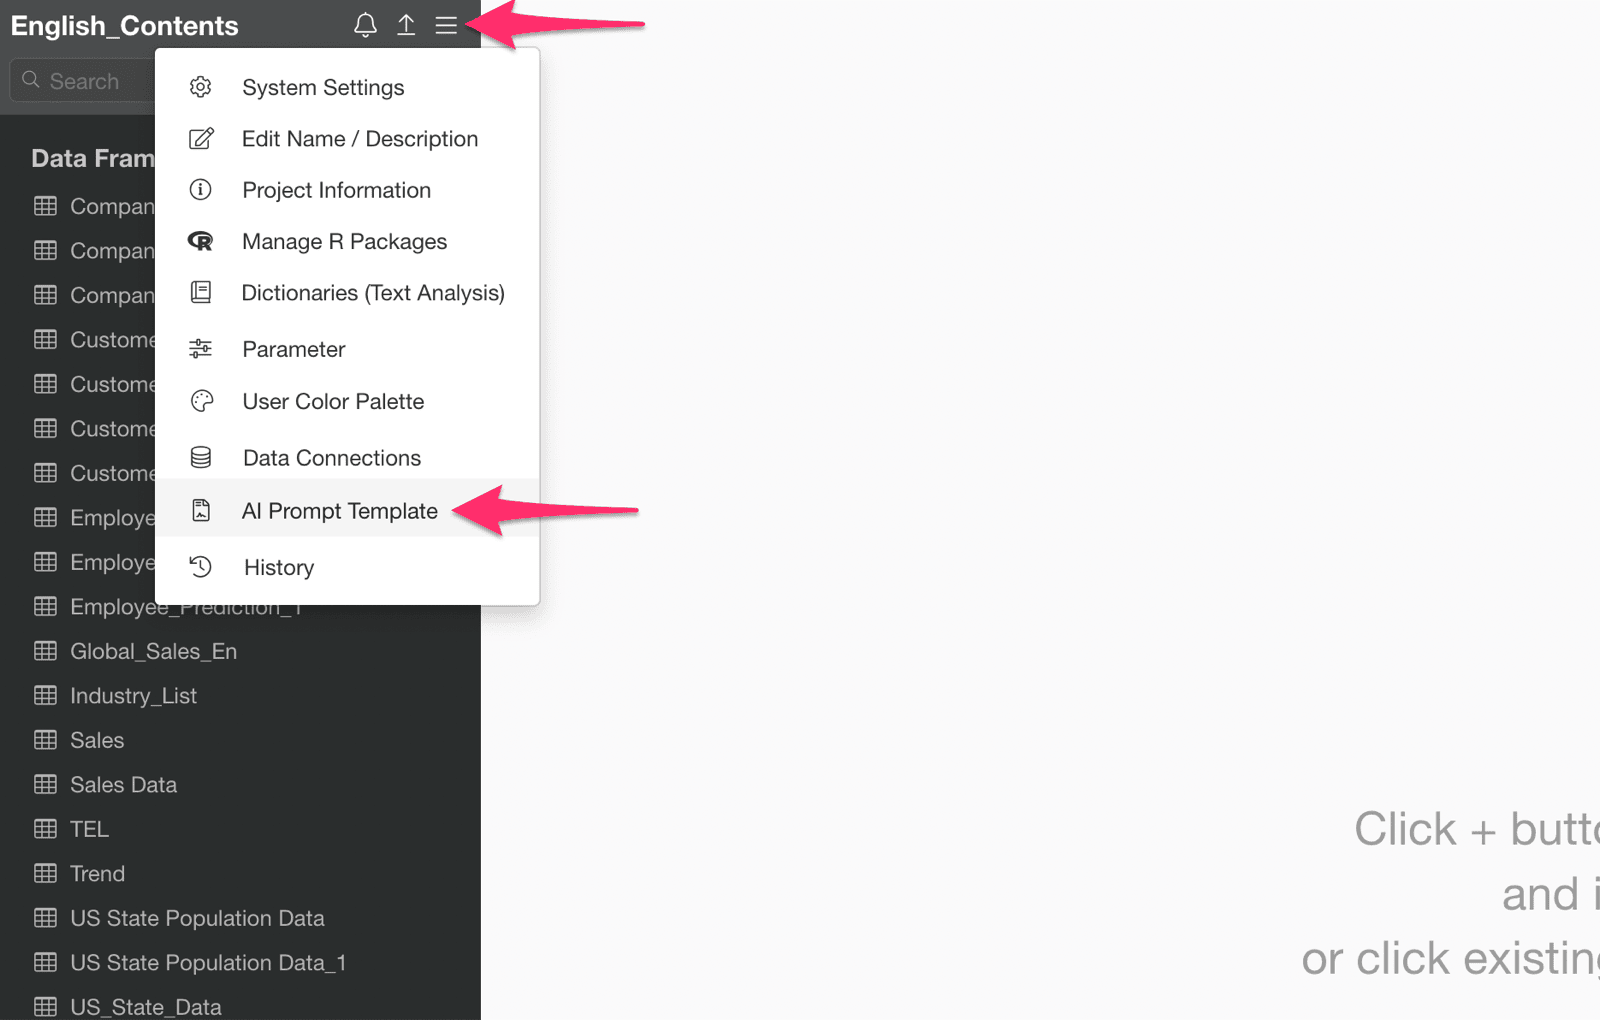 English_Contents
Search
System Settings
Edit Name / Description
Project Information
Manage R Packages
Dictionaries (Text Analysis)
Parameter
User Color Palette
Data Connections
AI Prompt Template
History
Data Fram
Compan
Compan
Compan
Custome
Custome
Custome
Custome
Employe
Employe
Employee_Prediction_1
Global_Sales_En
Industry_List
Sales
Sales Data
TEL
Trend
US State Population Data
US State Population Data_1
US_State_Data
Click + butto
and i
or click existing